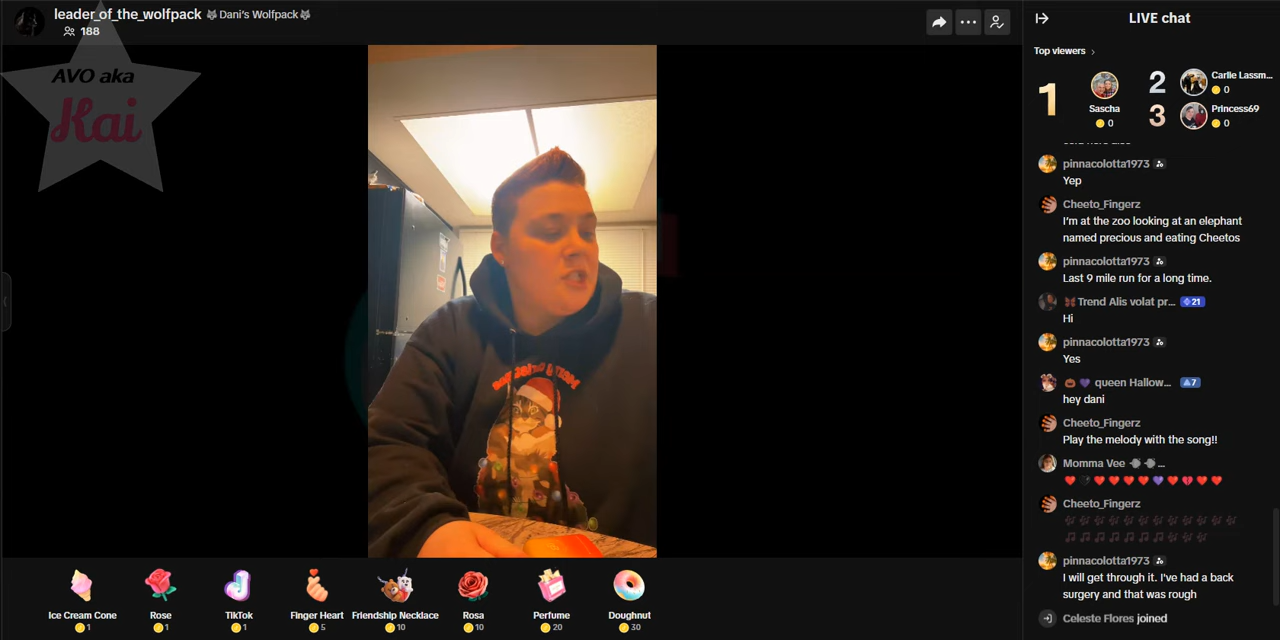 leader_of_the_wolfpack 🐺 Dani's Wolfpack 🐺
188
AVO aka
Kai
LIVE chat
Top viewers
1
Sascha
0
2
Carlie Lassm...
0
3
Princess69
0
pinnacolotta1973
Yep
Cheeto_Fingerz
I'm at the zoo looking at an elephant
named precious and eating Cheetos
pinnacolotta1973
Last 9 mile run for a long time.
Trend Alis volat pr... 21
Hi
pinnacolotta1973
Yes
🎃 💜 queen Hallow... 7
hey dani
Cheeto_Fingerz
Play the melody with the song!!
Momma Vee ...
Cheeto_Fingerz
pinnacolotta1973
I will get through it. I've had a back
surgery and that was rough
Celeste Flores joined
Ice Cream Cone
1
Rose
1
TikTok
1
Finger Heart
5
Friendship Necklace
10
Rosa
10
Perfume
20
Doughnut
30